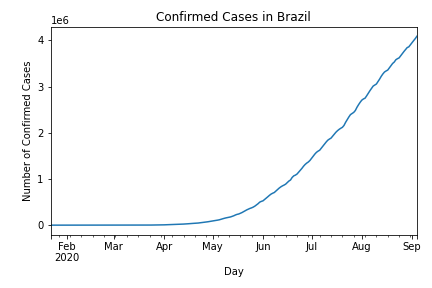 Confirmed Cases in Brazil
1e6
4
3
2
1
0
Number of Confirmed Cases
Feb Mar Apr May Jun Jul Aug Sep
2020
Day